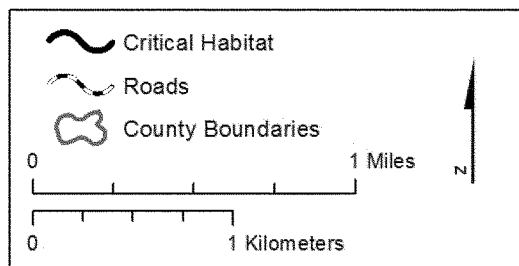 Critical Habitat
Roads
County Boundaries
0 1 Miles
0 1 Kilometers
N